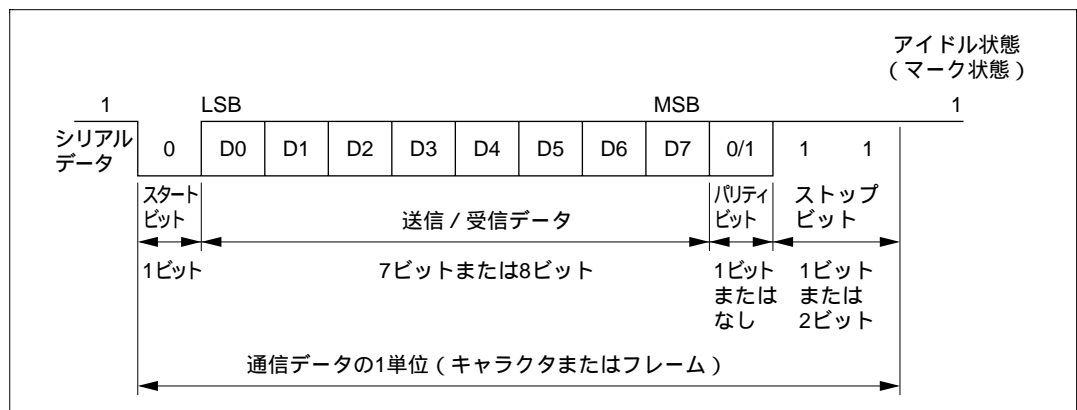 アイドル状態
(マーク状態)
1 LSB MSB 1
シリアル
データ
0 D0 D1 D2 D3 D4 D5 D6 D7 0/1 1 1
スタート
ビット
送信/受信データ
パリティ
ビット
ストップ
ビット
1ビット
7ビットまたは8ビット
1ビット
または
なし
1ビット
または
2ビット
通信データの1単位(キャラクタまたはフレーム)